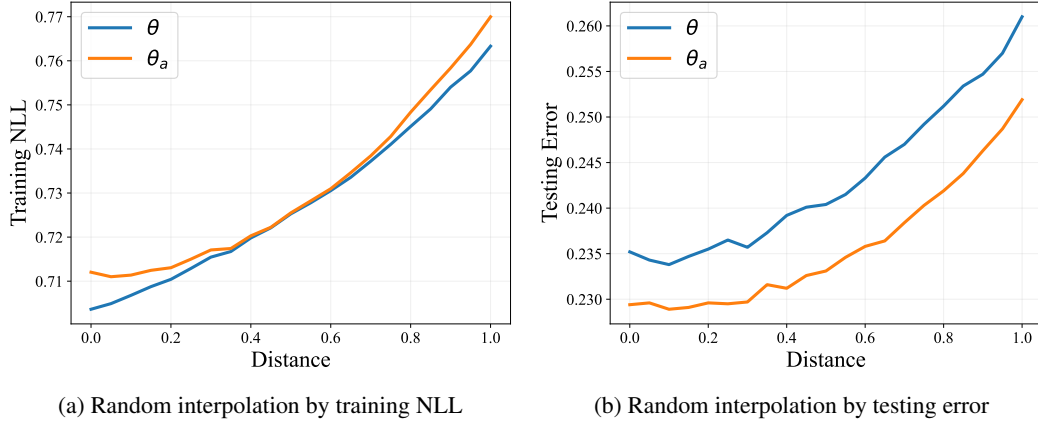 θ
θa
Training NLL
0.77
0.76
0.75
0.74
0.73
0.72
0.71
0.0 0.2 0.4 0.6 0.8 1.0
Distance
(a) Random interpolation by training NLL
θ
θa
Testing Error
0.260
0.255
0.250
0.245
0.240
0.235
0.230
0.0 0.2 0.4 0.6 0.8 1.0
Distance
(b) Random interpolation by testing error